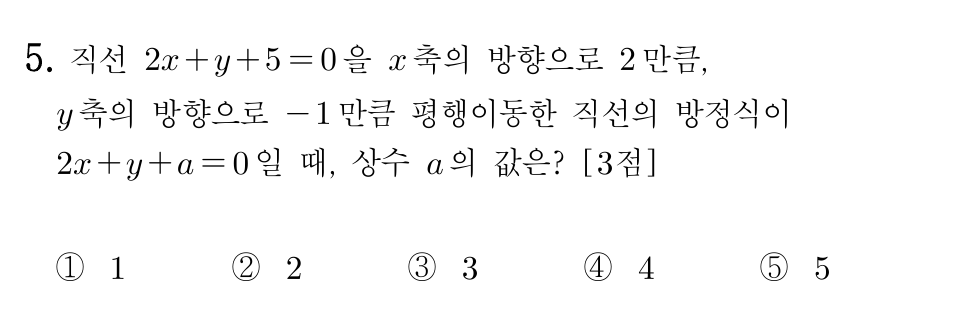 5. 직선 2x+y+5=0을 x축의 방향으로 2만큼,
y축의 방향으로 −1만큼 평행이동한 직선의 방정식이
2x+y+a=0일 때, 상수 a의 값은? [3점]
① 1 ② 2 ③ 3 ④ 4 ⑤ 5